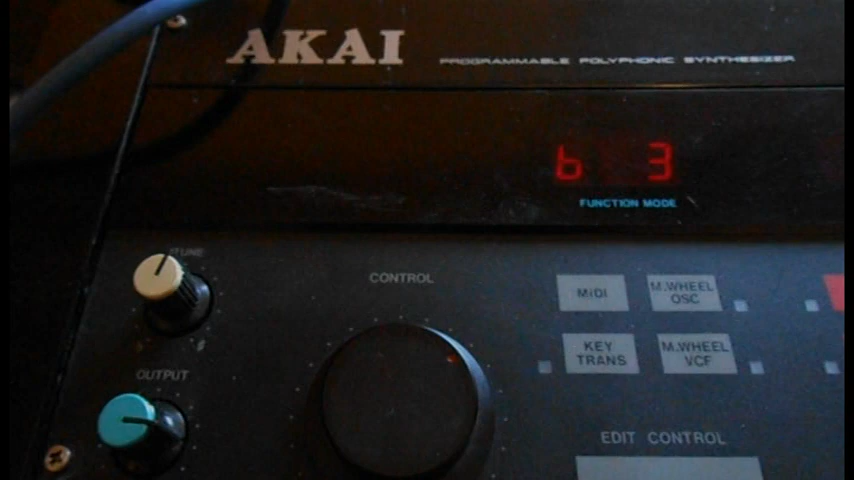 AKAI PROGRAMMABLE POLYPHONIC SYNTHESIZER
b 3
FUNCTION MODE
TUNE
CONTROL
MIDI
M.WHEEL
OSC
KEY
TRANS
M.WHEEL
VCF
OUTPUT
EDIT CONTROL